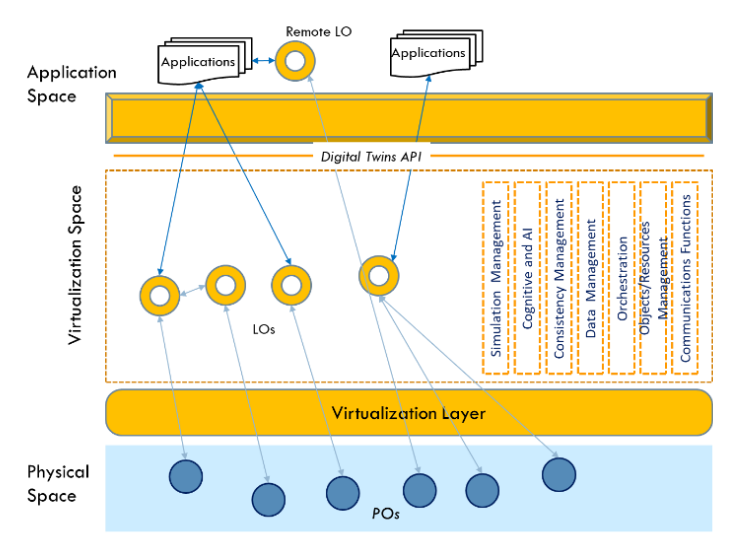 Remote LO
Applications
Applications
Application
Space
Digital Twins API
Virtualization Space
Simulation Management
Cognitive and AI
Consistency Management
Data Management
Orchestration
Objects/Resources
Management
Communications Functions
LOs
Virtualization Layer
Physical
Space
POs